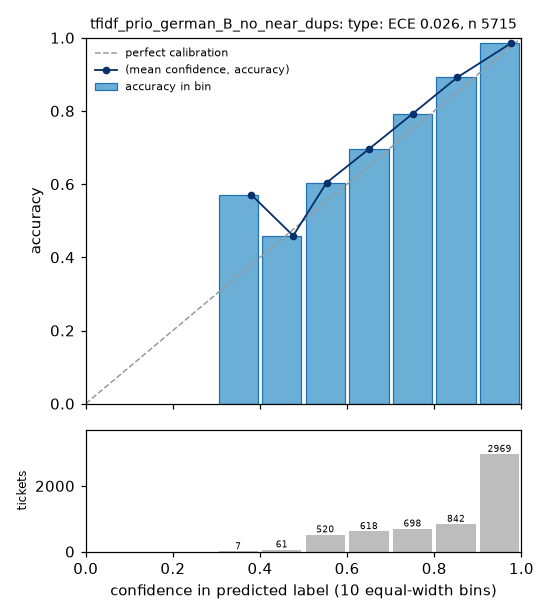 tfidf_prio_german_B_no_near_dups: type: ECE 0.026, n 5715
perfect calibration
(mean confidence, accuracy)
accuracy in bin
1.0
0.8
0.6
0.4
0.2
0.0
accuracy
2969
842
698
618
520
61
7
2000
0
tickets
0.0 0.2 0.4 0.6 0.8 1.0
confidence in predicted label (10 equal-width bins)